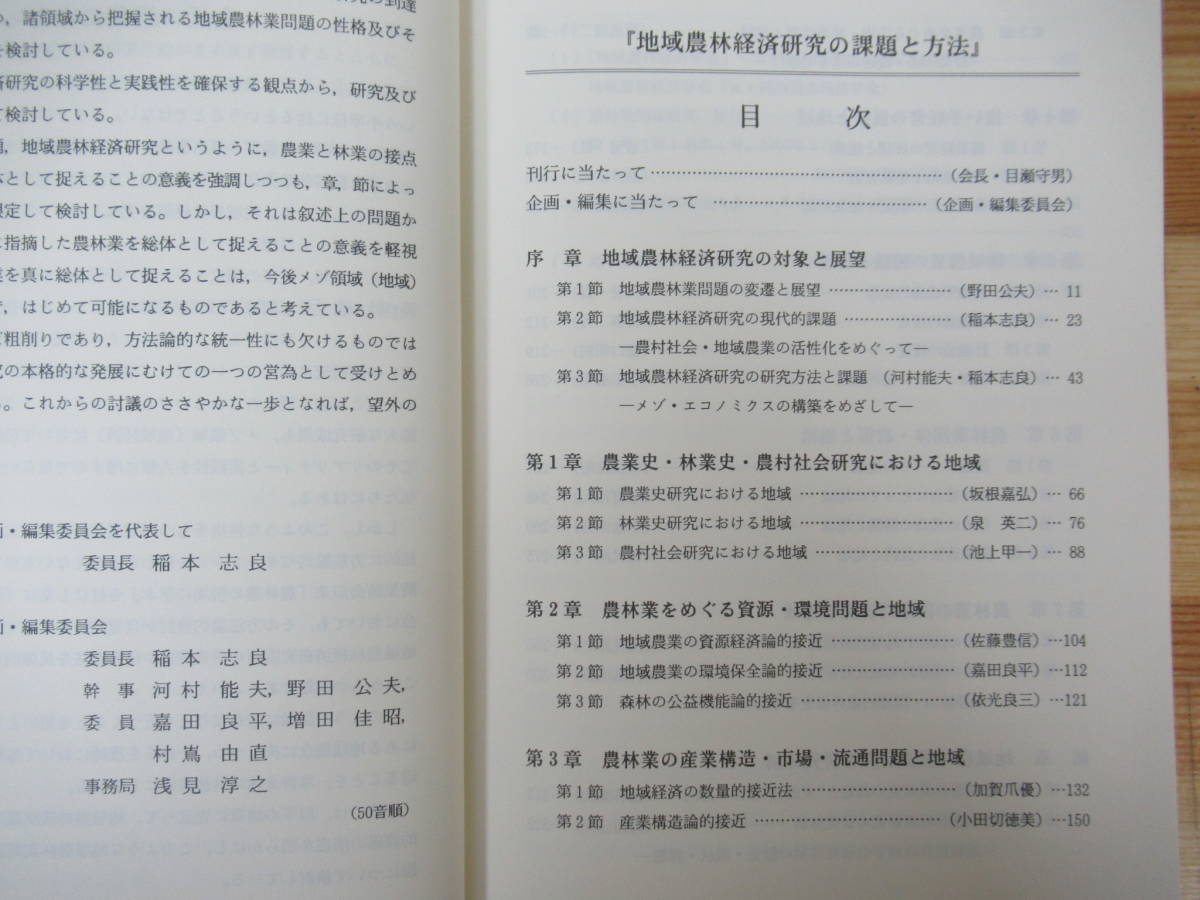 、諸領域から把握される地域農林業問題の性格及びそ
を検討している。
済研究の科学性と実践性を確保する観点から，研究及び
て検討している。
，地域農林経済研究というように，農業と林業の接点
体として捉えることの意義を強調しつつも，章，節によっ
限定して検討している。しかし，それは叙述上の問題か
に指摘した農林業を総体として捉えることの意義を軽視
業を真に総体として捉えることは，今後メゾ領域（地域）
，はじめて可能になるものであると考えている。
粗削りであり，方法論的な統一性にも欠けるものでは
究の本格的な発展にむけての一つの営為として受けとめ
。これからの討議のささやかな一歩となれば，望外の
画・編集委員会を代表して
委員長 稲本志良
画・編集委員会
委員長 稲本志良
幹事 河村能夫，野田公夫，
委員 嘉田良平，増田佳昭，
村嶌由直
事務局 浅見淳之
（50音順）
『地域農林経済研究の課題と方法』
目 次
刊行に当たって……………………………………（会長・目瀬守男）
企画・編集に当たって ……………………………（企画・編集委員会）
序 章 地域農林経済研究の対象と展望
第1節 地域農林業問題の変遷と展望 ………………（野田公夫）… 11
第2節 地域農林経済研究の現代的課題 ……………（稲本志良）… 23
―農村社会・地域農業の活性化をめぐって―
第3節 地域農林経済研究の研究方法と課題 （河村能夫・稲本志良）… 43
―メゾ・エコノミクスの構築をめざして―
第1章 農業史・林業史・農村社会研究における地域
第1節 農業史研究における地域 ……………………（坂根嘉弘）… 66
第2節 林業史研究における地域 ……………………（泉 英二）… 76
第3節 農村社会研究における地域 …………………（池上甲一）… 88
第2章 農林業をめぐる資源・環境問題と地域
第1節 地域農業の資源経済論的接近 ………………（佐藤豊信）…104
第2節 地域農業の環境保全論的接近 ………………（嘉田良平）…112
第3節 森林の公益機能論的接近 ……………………（依光良三）…121
第3章 農林業の産業構造・市場・流通問題と地域
第1節 地域経済の数量的接近法 ……………………（加賀爪優）…132
第2節 産業構造論的接近 …………………………（小田切徳美）…150